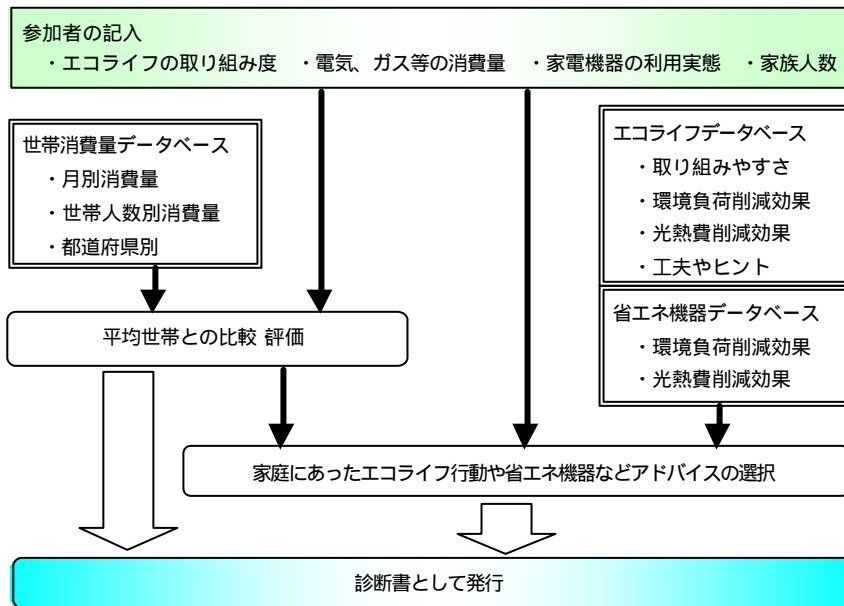 参加者の記入
・エコライフの取り組み度 ・電気、ガス等の消費量 ・家電機器の利用実態 ・家族人数
世帯消費量データベース
・月別消費量
・世帯人数別消費量
・都道府県別
エコライフデータベース
・取り組みやすさ
・環境負荷削減効果
・光熱費削減効果
・工夫やヒント
省エネ機器データベース
・環境負荷削減効果
・光熱費削減効果
平均世帯との比較 評価
家庭にあったエコライフ行動や省エネ機器などアドバイスの選択
診断書として発行